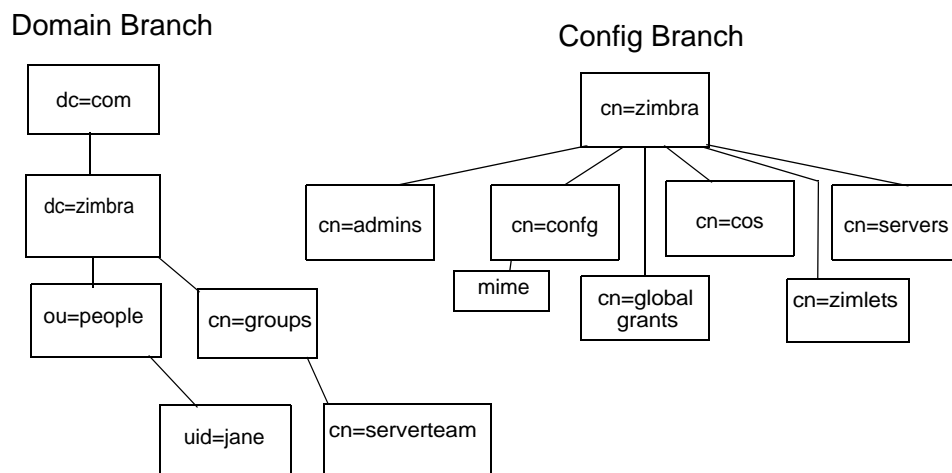 Domain Branch
Config Branch
dc=com
cn=zimbra
dc=zimbra
cn=admins
cn=confg
cn=cos
cn=servers
mime
cn=global
grants
cn=zimlets
ou=people
cn=groups
uid=jane
cn=serverteam